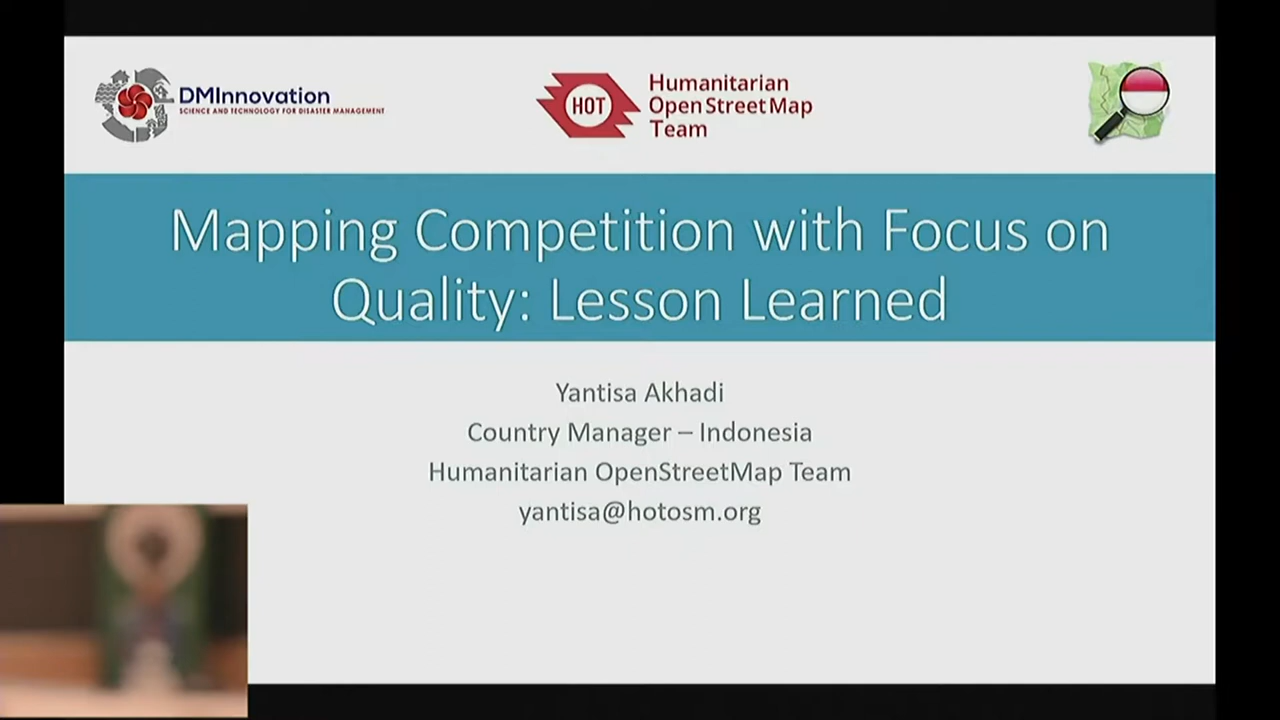 DMInnovation
SCIENCE AND TECHNOLOGY FOR DISASTER MANAGEMENT
HOT
Humanitarian
OpenStreetMap
Team
Mapping Competition with Focus on
Quality: Lesson Learned
Yantisa Akhadi
Country Manager – Indonesia
Humanitarian OpenStreetMap Team
yantisa@hotosm.org